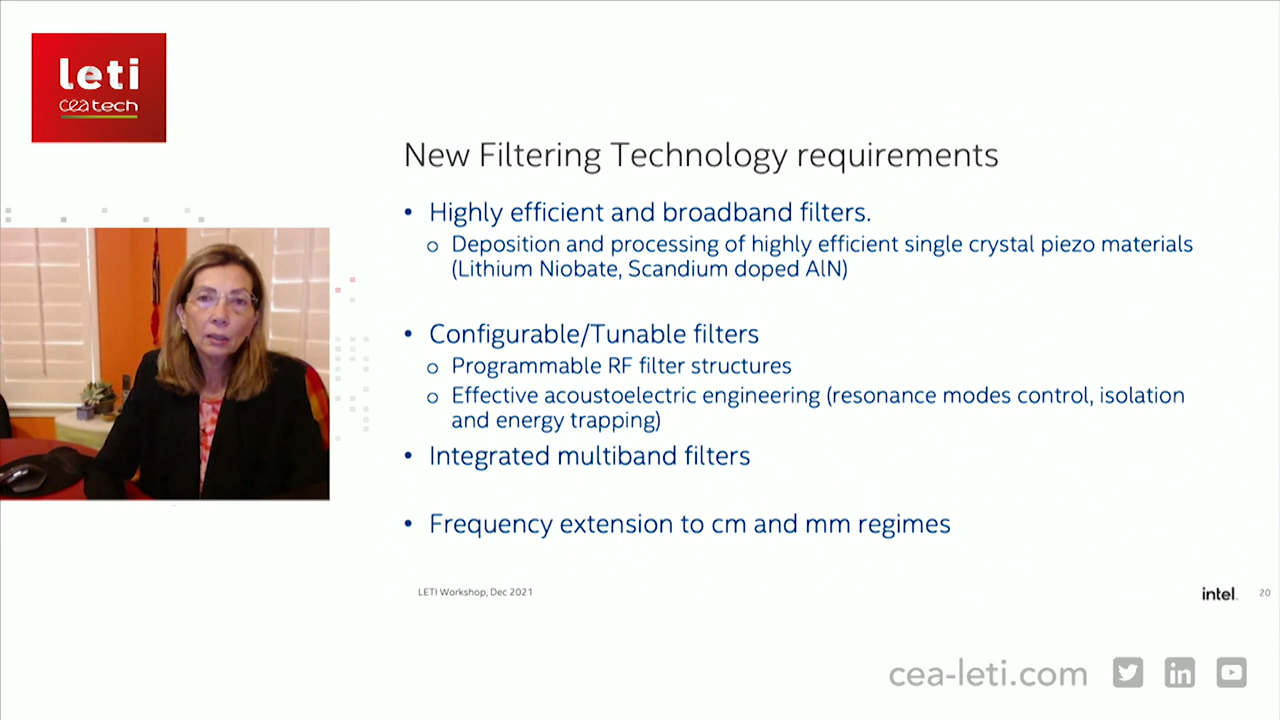 leti
cea tech
New Filtering Technology requirements
• Highly efficient and broadband filters.
o Deposition and processing of highly efficient single crystal piezo materials
(Lithium Niobate, Scandium doped AlN)
• Configurable/Tunable filters
o Programmable RF filter structures
o Effective acoustoelectric engineering (resonance modes control, isolation
and energy trapping)
• Integrated multiband filters
• Frequency extension to cm and mm regimes
LETI Workshop, Dec 2021
intel.
20
cea-leti.com
in